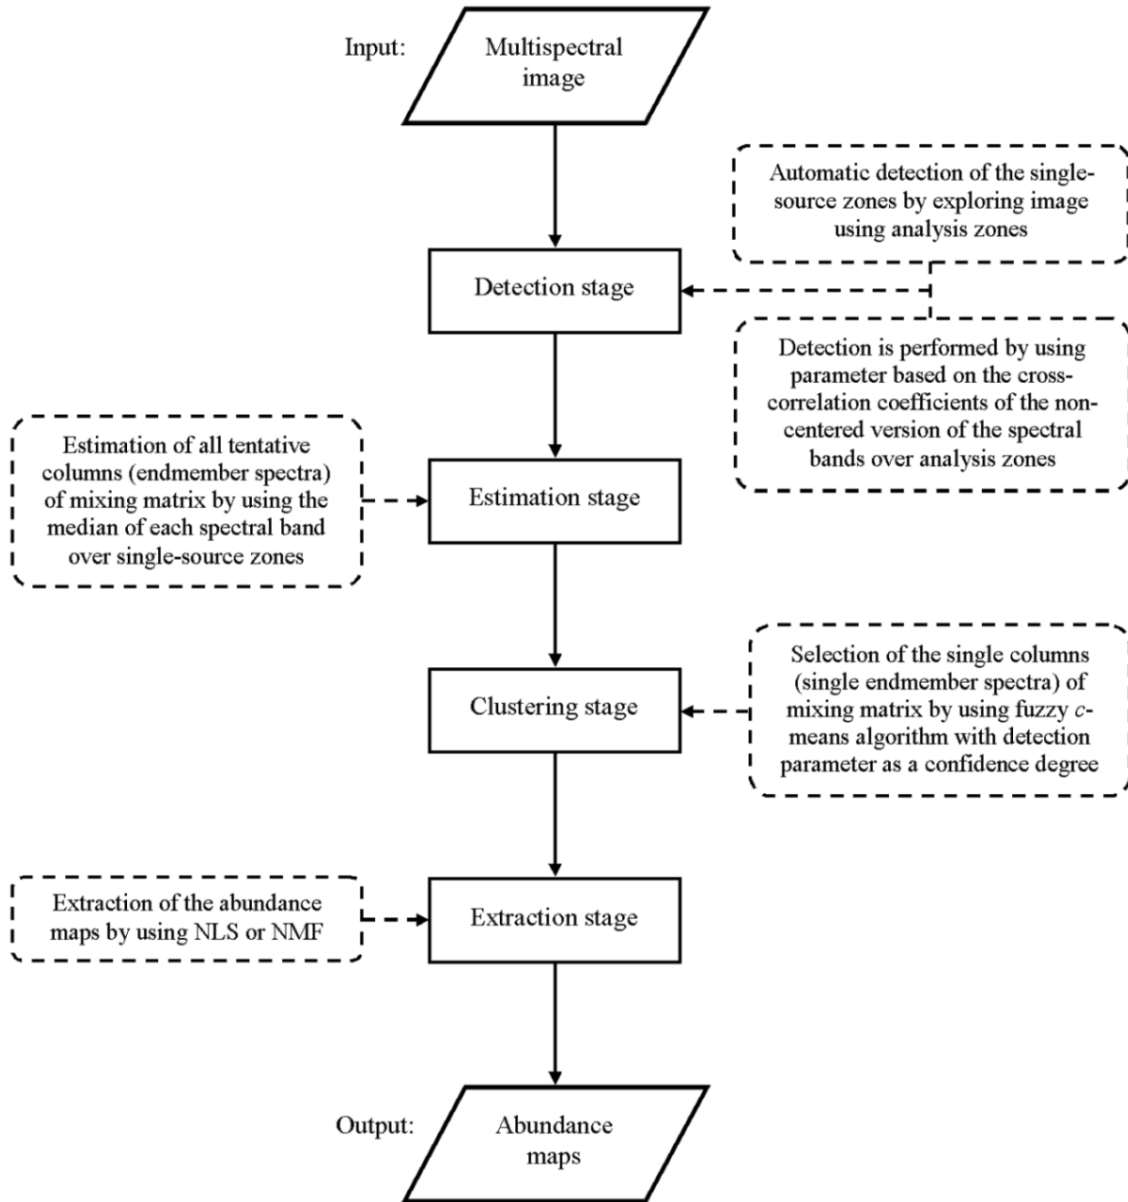 Input:
Multispectral
image
Automatic detection of the single-
source zones by exploring image
using analysis zones
Detection stage
Detection is performed by using
parameter based on the cross-
correlation coefficients of the non-
centered version of the spectral
bands over analysis zones
Estimation of all tentative
columns (endmember spectra)
of mixing matrix by using the
median of each spectral band
over single-source zones
Estimation stage
Selection of the single columns
(single endmember spectra) of
mixing matrix by using fuzzy c-
means algorithm with detection
parameter as a confidence degree
Clustering stage
Extraction of the abundance
maps by using NLS or NMF
Extraction stage
Output:
Abundance
maps